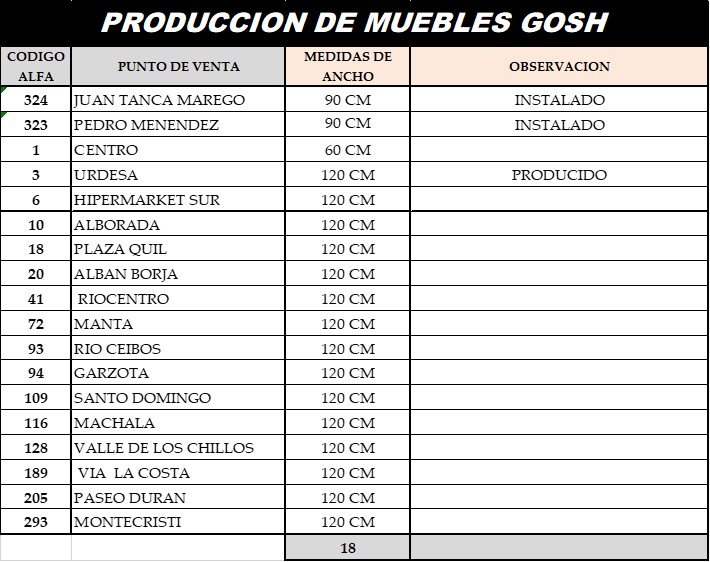 PRODUCCION DE MUEBLES GOSH
CODIGO ALFA PUNTO DE VENTA MEDIDAS DE ANCHO OBSERVACION
324 JUAN TANCA MAREGO 90 CM INSTALADO
323 PEDRO MENENDEZ 90 CM INSTALADO
1 CENTRO 60 CM
3 URDESA 120 CM PRODUCIDO
6 HIPERMARKET SUR 120 CM
10 ALBORADA 120 CM
18 PLAZA QUIL 120 CM
20 ALBAN BORJA 120 CM
41 RIOCENTRO 120 CM
72 MANTA 120 CM
93 RIO CEIBOS 120 CM
94 GARZOTA 120 CM
109 SANTO DOMINGO 120 CM
116 MACHALA 120 CM
128 VALLE DE LOS CHILLOS 120 CM
189 VIA LA COSTA 120 CM
205 PASEO DURAN 120 CM
293 MONTECRISTI 120 CM
18